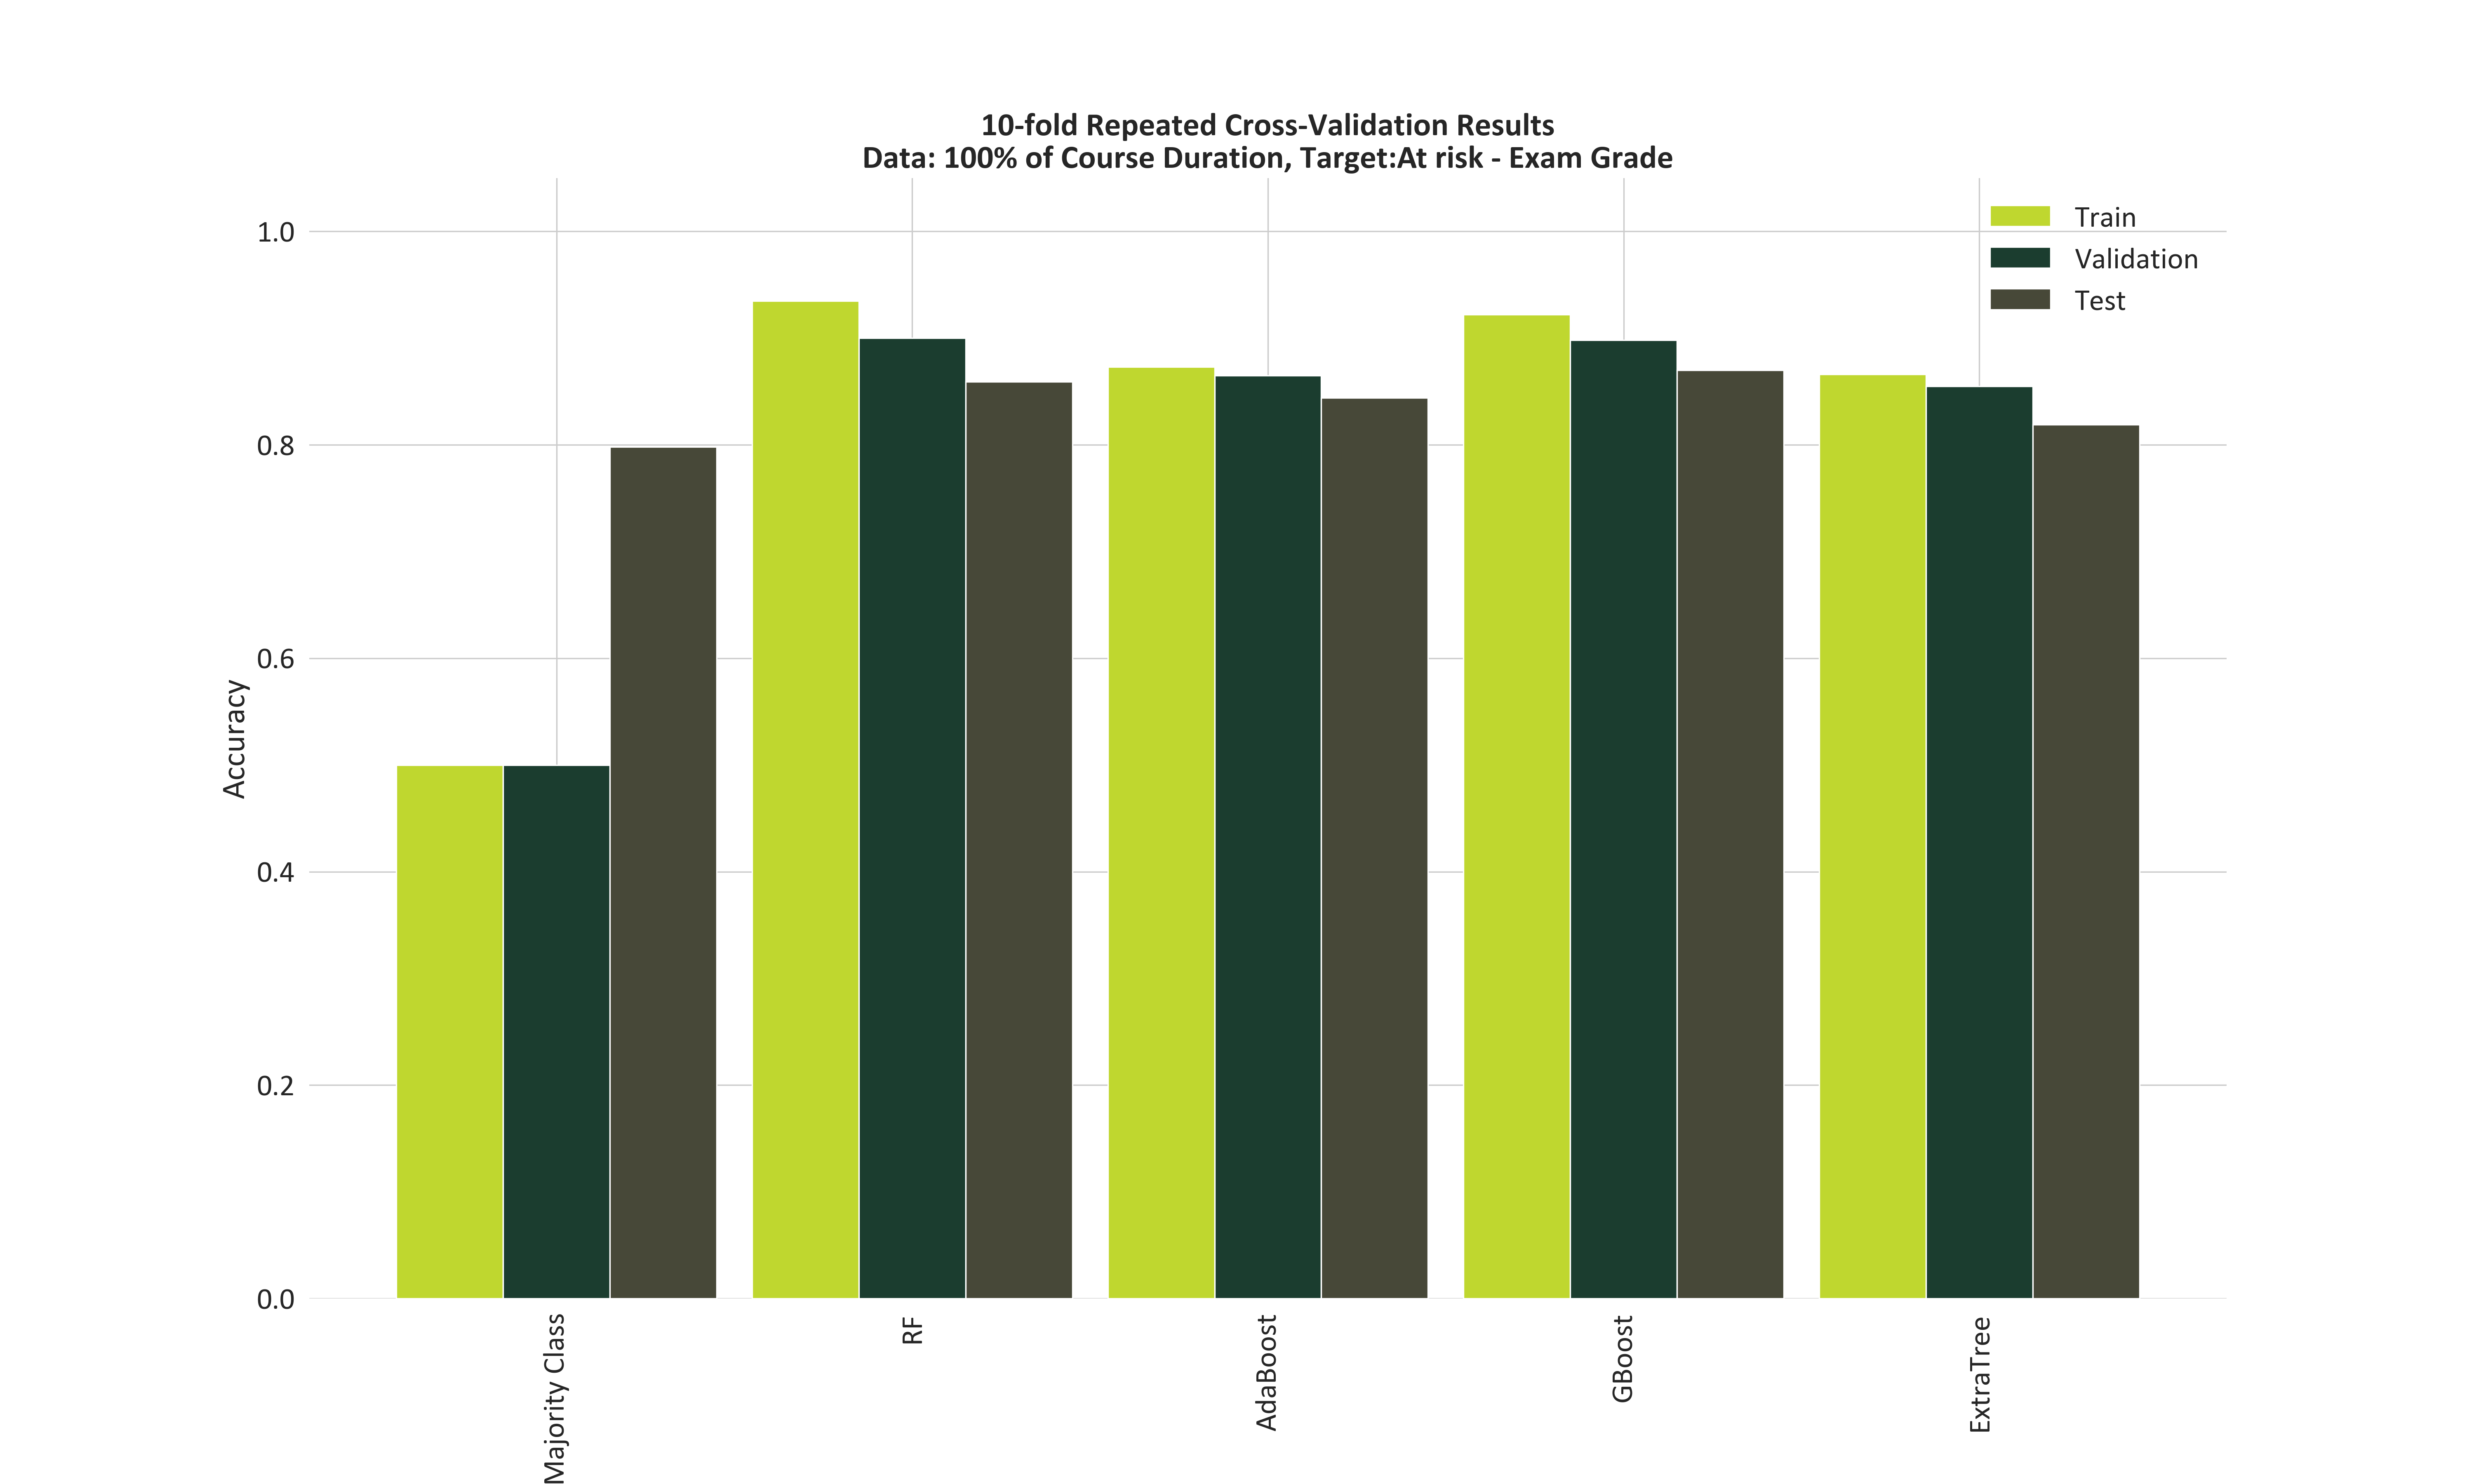 10-fold Repeated Cross-Validation Results
Data: 100% of Course Duration, Target:At risk - Exam Grade
Train
Validation
Test
1.0
0.8
0.6
0.4
0.2
0.0
Accuracy
Majority Class
RF
AdaBoost
GBoost
ExtraTree